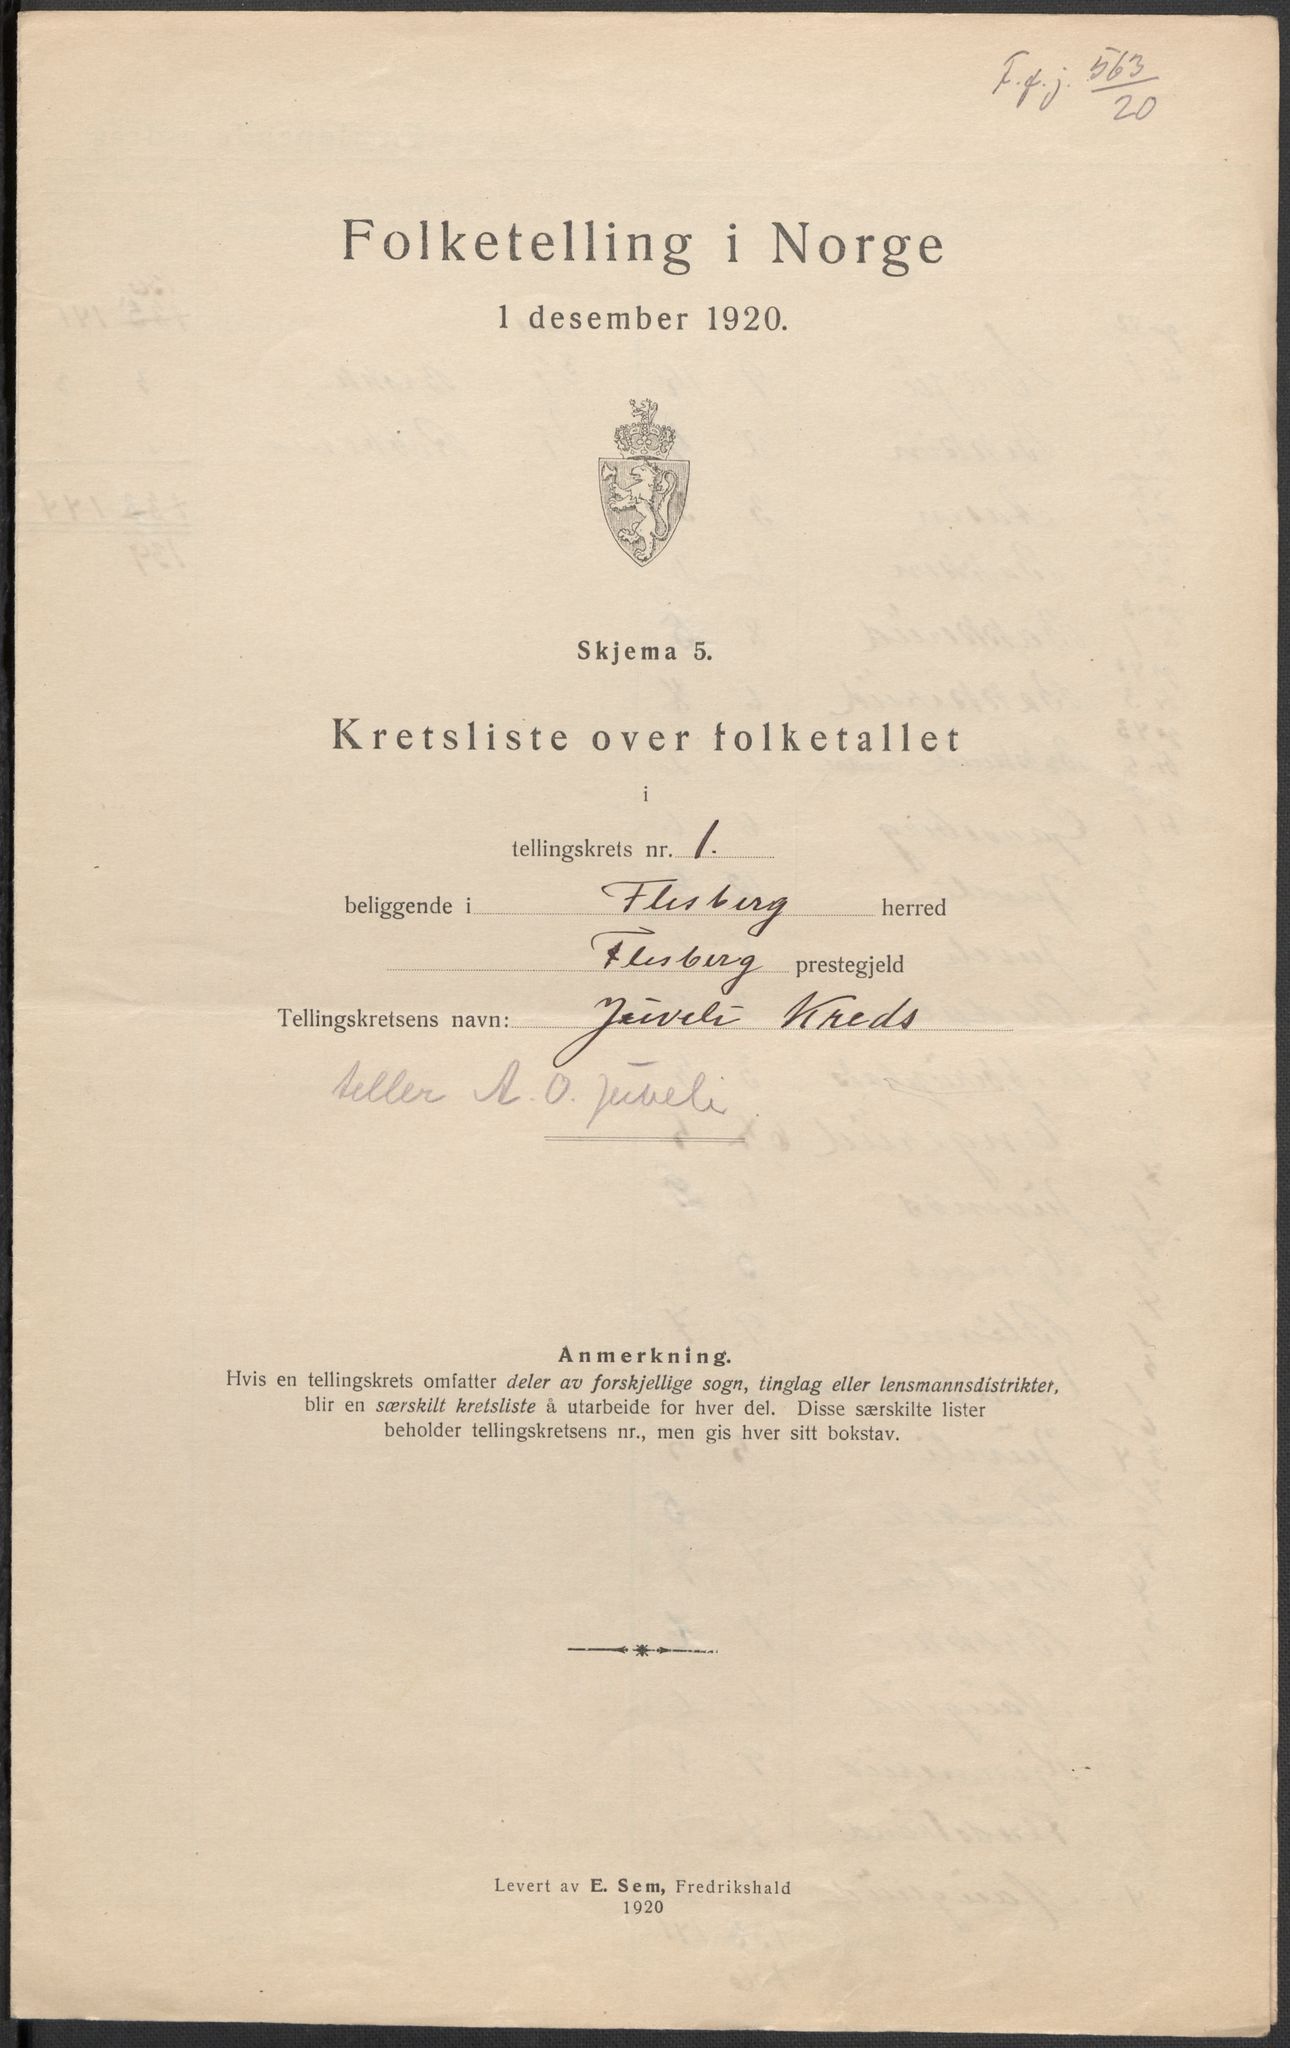 F.f.j. 563/20
Folketelling i Norge
1 desember 1920.
Skjema 5.
Kretsliste over folketallet
i
tellingskrets nr. 1.
beliggende i Flesberg herred
Flesberg prestegjeld
Tellingskretsens navn: Juveli Kreds
teller A. O. Juveli
Anmerkning.
Hvis en tellingskrets omfatter deler av forskjellige sogn, tinglag eller lensmannsdistrikter,
blir en særskilt kretsliste å utarbeide for hver del. Disse særskilte lister
beholder tellingskretsens nr., men gis hver sitt bokstav.
Levert av E. Sem, Fredrikshald
1920